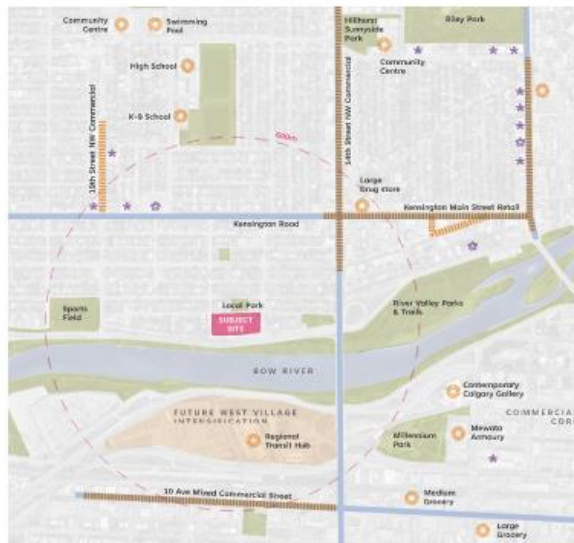 Community
Centre
Swimming
Pool
Hillhurst
Sunnyside
Park
Riley Park
High School
Community
Centre
K-9 School
19th Street NW Commercial
14th Street NW Commercial
600m
Large
Drug store
Kensington Main Street Retail
Kensington Road
Sports
Field
Local Park
SUBJECT
SITE
River Valley Parks
& Trails
BOW RIVER
Contemporary
Calgary Gallery
COMMERCIAL
COR
FUTURE WEST VILLAGE
INTENSIFICATION
Regional
Transit Hub
Millennium
Park
Mewata
Armoury
10 Ave Mixed Commercial Street
Medium
Grocery
Large
Grocery